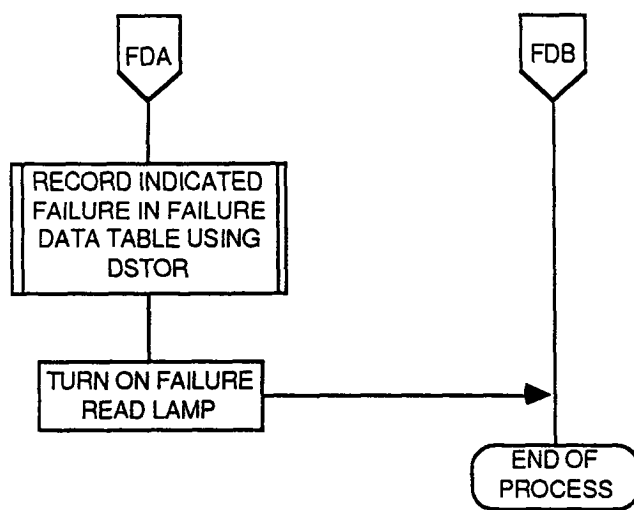 FDA
FDB
RECORD INDICATED
FAILURE IN FAILURE
DATA TABLE USING
DSTOR
TURN ON FAILURE
READ LAMP
END OF
PROCESS